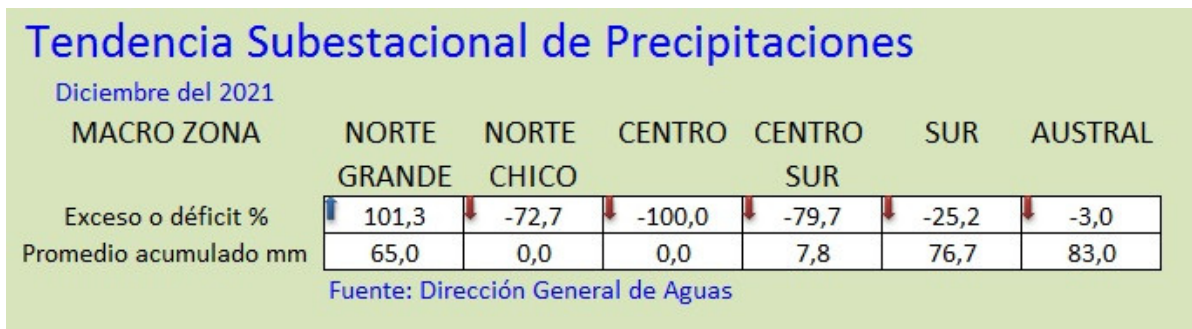 Tendencia Subestacional de Precipitaciones
Diciembre del 2021
MACRO ZONA NORTE NORTE CENTRO CENTRO SUR AUSTRAL
GRANDE CHICO SUR
Exceso o déficit % 101,3 -72,7 -100,0 -79,7 -25,2 -3,0
Promedio acumulado mm 65,0 0,0 0,0 7,8 76,7 83,0
Fuente: Dirección General de Aguas